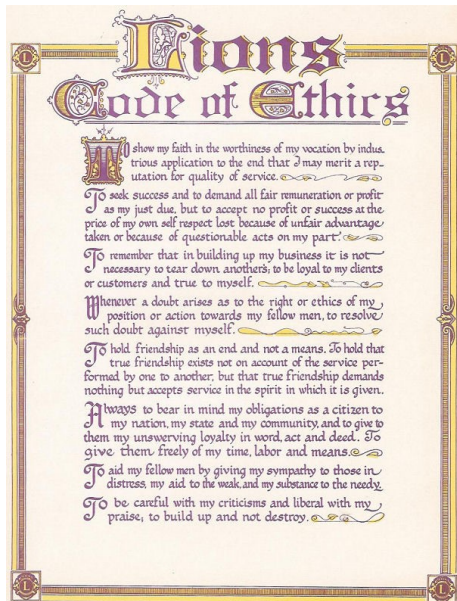 Lions
Code of Ethics
To show my faith in the worthiness of my vocation by indus-
trious application to the end that I may merit a rep-
utation for quality of service.
To seek success and to demand all fair remuneration or profit
as my just due, but to accept no profit or success at the
price of my own self respect lost because of unfair advantage
taken or because of questionable acts on my part.
To remember that in building up my business it is not
necessary to tear down another's; to be loyal to my clients
or customers and true to myself.
Whenever a doubt arises as to the right or ethics of my
position or action towards my fellow men, to resolve
such doubt against myself.
To hold friendship as an end and not a means. To hold that
true friendship exists not on account of the service per-
formed by one to another, but that true friendship demands
nothing but accepts service in the spirit in which it is given.
Always to bear in mind my obligations as a citizen to
my nation, my state and my community, and to give to
them my unswerving loyalty in word, act and deed. To
give them freely of my time, labor and means.
To aid my fellow men by giving my sympathy to those in
distress, my aid to the weak, and my substance to the needy.
To be careful with my criticisms and liberal with my
praise; to build up and not destroy.
L
L
L
L